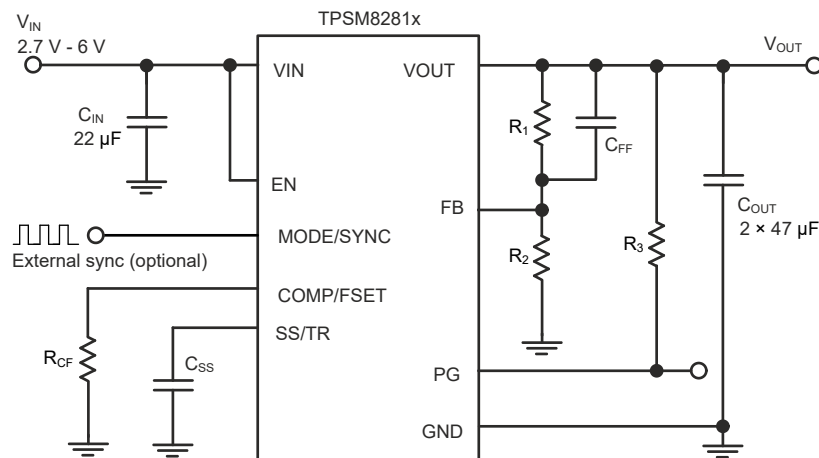 TPSM8281x
V_IN
2.7 V - 6 V
V_OUT
VIN
VOUT
C_IN
22 µF
R_1
C_FF
EN
FB
C_OUT
2 × 47 µF
MODE/SYNC
R_2
R_3
External sync (optional)
COMP/FSET
SS/TR
R_CF
C_SS
PG
GND